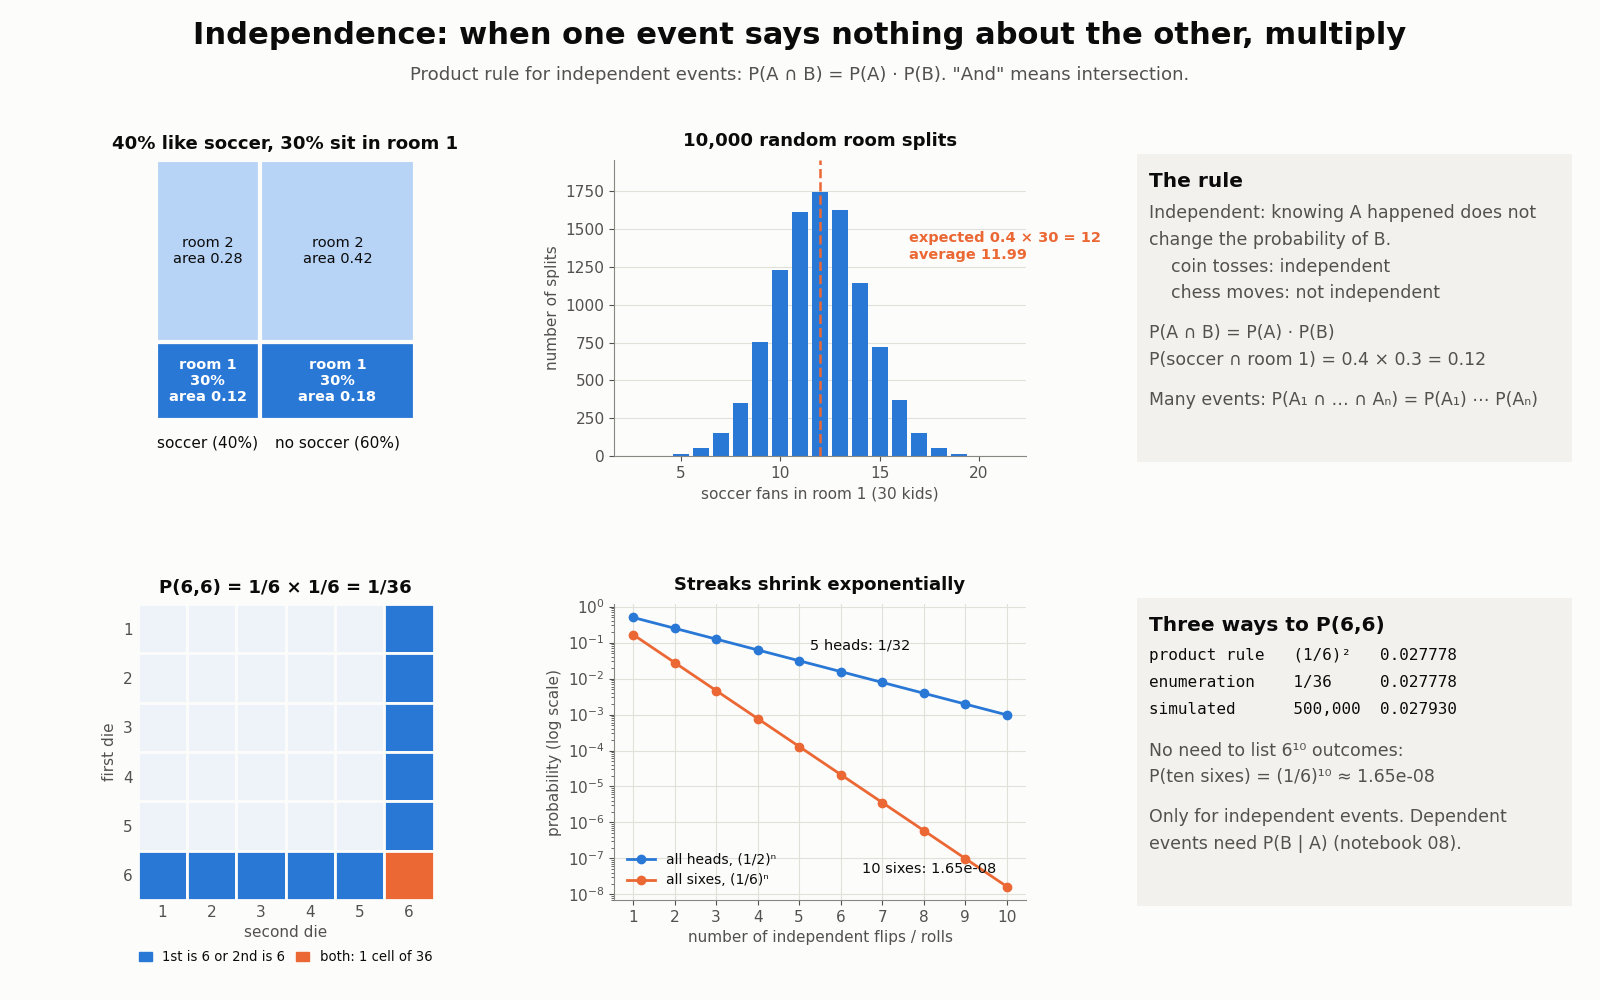 Independence: when one event says nothing about the other, multiply
Product rule for independent events: P(A ∩ B) = P(A) · P(B). "And" means intersection.
40% like soccer, 30% sit in room 1
room 2
area 0.28
room 2
area 0.42
room 1
30%
area 0.12
room 1
30%
area 0.18
soccer (40%)
no soccer (60%)
10,000 random room splits
number of splits
1750
1500
1250
1000
750
500
250
0
expected 0.4 × 30 = 12
average 11.99
5
10
15
20
soccer fans in room 1 (30 kids)
The rule
Independent: knowing A happened does not
change the probability of B.
coin tosses: independent
chess moves: not independent
P(A ∩ B) = P(A) · P(B)
P(soccer ∩ room 1) = 0.4 × 0.3 = 0.12
Many events: P(A₁ ∩ … ∩ Aₙ) = P(A₁) ⋯ P(Aₙ)
P(6,6) = 1/6 × 1/6 = 1/36
first die
1
2
3
4
5
6
1
2
3
4
5
6
second die
1st is 6 or 2nd is 6
both: 1 cell of 36
Streaks shrink exponentially
probability (log scale)
10⁰
10⁻¹
10⁻²
10⁻³
10⁻⁴
10⁻⁵
10⁻⁶
10⁻⁷
10⁻⁸
5 heads: 1/32
10 sixes: 1.65e-08
all heads, (1/2)ⁿ
all sixes, (1/6)ⁿ
1
2
3
4
5
6
7
8
9
10
number of independent flips / rolls
Three ways to P(6,6)
product rule (1/6)² 0.027778
enumeration 1/36 0.027778
simulated 500,000 0.027930
No need to list 6¹⁰ outcomes:
P(ten sixes) = (1/6)¹⁰ ≈ 1.65e-08
Only for independent events. Dependent
events need P(B | A) (notebook 08).